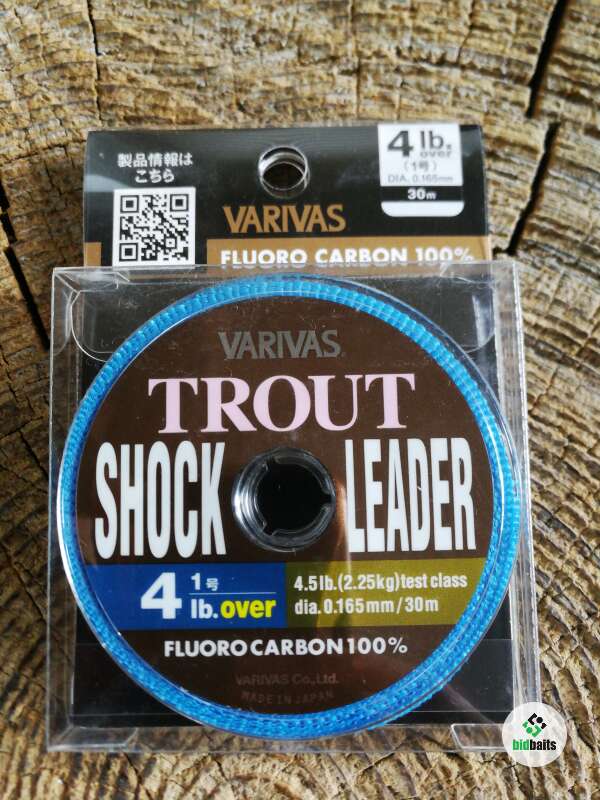 製品情報は
こちら
4 lb.
over
(1号)
DIA. 0.165mm
30m
VARIVAS
FLUORO CARBON 100%
VARIVAS®
TROUT
SHOCK LEADER
4 1号
lb.over
4.5lb.(2.25kg)test class
dia.0.165mm/30m
FLUORO CARBON 100%
VARIVAS Co.,Ltd.
MADE IN JAPAN
bidbaits